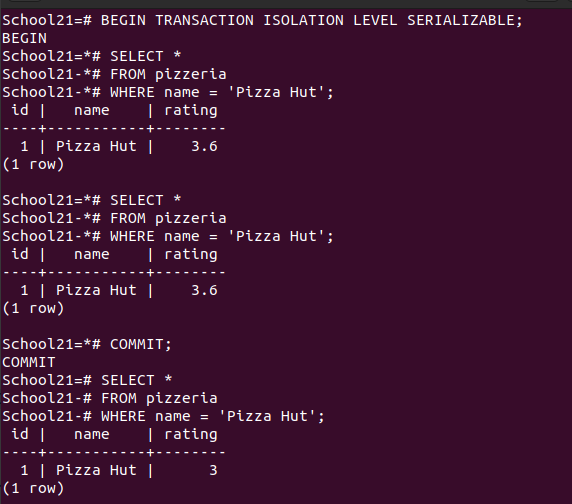 School21=# BEGIN TRANSACTION ISOLATION LEVEL SERIALIZABLE;
BEGIN
School21=*# SELECT *
School21-*# FROM pizzeria
School21-*# WHERE name = 'Pizza Hut';
 id |   name    | rating
----+-----------+--------
  1 | Pizza Hut |    3.6
(1 row)

School21=*# SELECT *
School21-*# FROM pizzeria
School21-*# WHERE name = 'Pizza Hut';
 id |   name    | rating
----+-----------+--------
  1 | Pizza Hut |    3.6
(1 row)

School21=*# COMMIT;
COMMIT
School21=# SELECT *
School21-# FROM pizzeria
School21-# WHERE name = 'Pizza Hut';
 id |   name    | rating
----+-----------+--------
  1 | Pizza Hut |      3
(1 row)